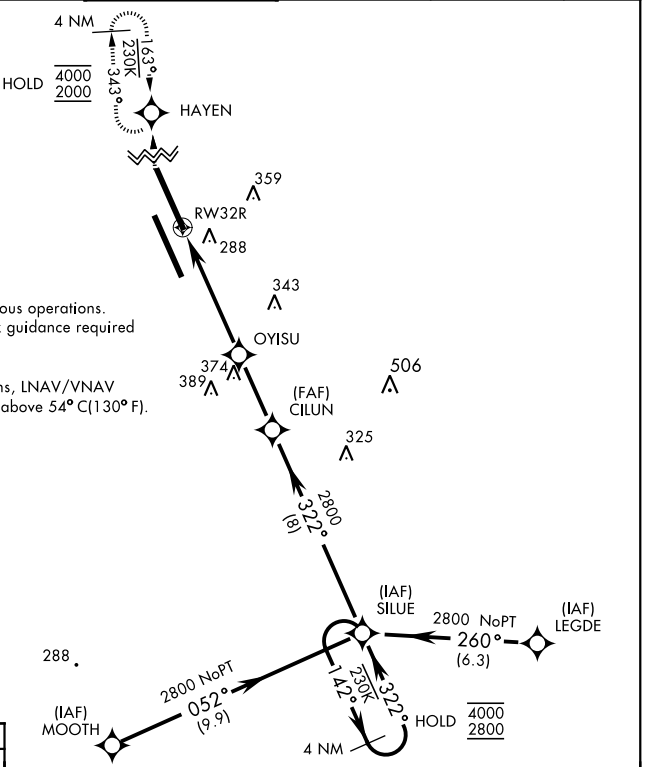 4 NM
163°
230K
343°
HOLD
4000
2000
HAYEN
359
RW32R
288
ous operations.
guidance required
343
OYISU
374
389
ns, LNAV/VNAV
above 54° C(130° F).
506
(FAF)
CILUN
325
2800
322°
(8)
(IAF)
SILUE
2800 NoPT
260°
(6.3)
(IAF)
LEGDE
288
2800 NoPT
052°
(9.9)
(IAF)
MOOTH
230K
142°
322°
HOLD
4000
2800
4 NM